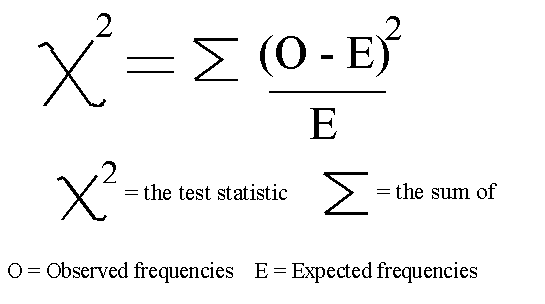 χ² = Σ (O - E)² / E
χ² = the test statistic Σ = the sum of
O = Observed frequencies E = Expected frequencies